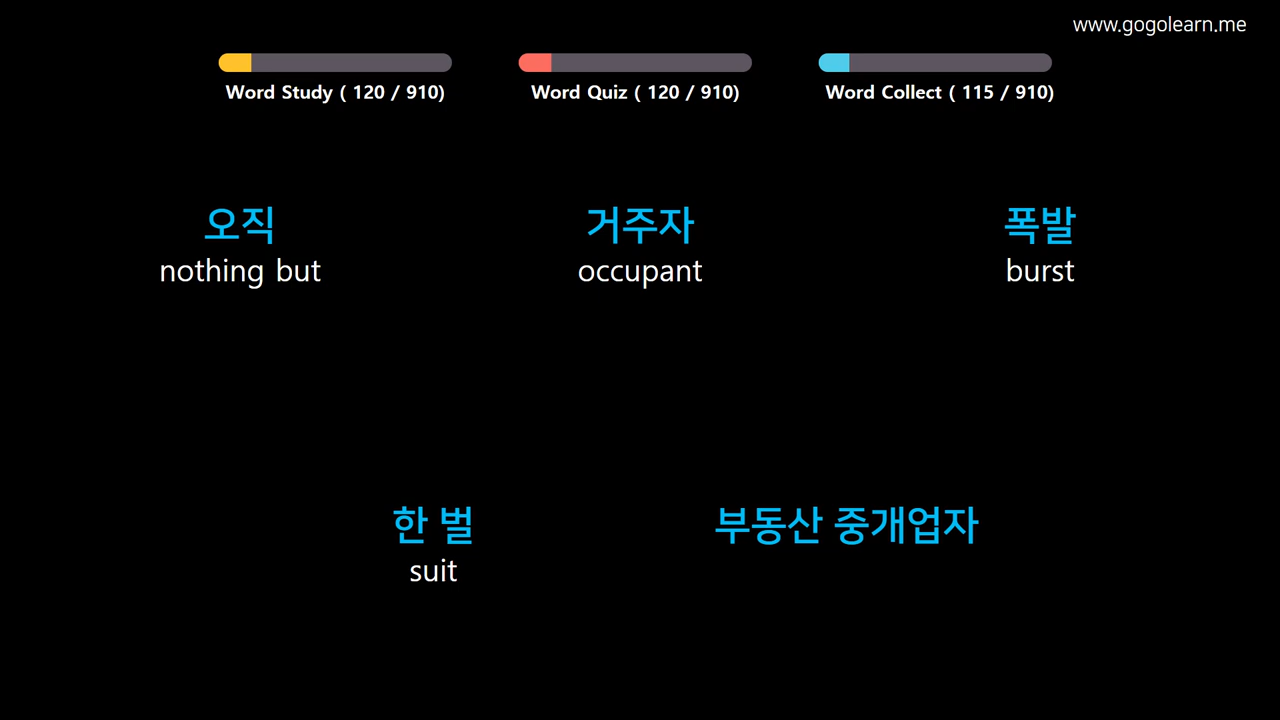 www.gogolearn.me
Word Study ( 120 / 910)
Word Quiz ( 120 / 910)
Word Collect ( 115 / 910)
오직
nothing but
거주자
occupant
폭발
burst
한 벌
suit
부동산 중개업자